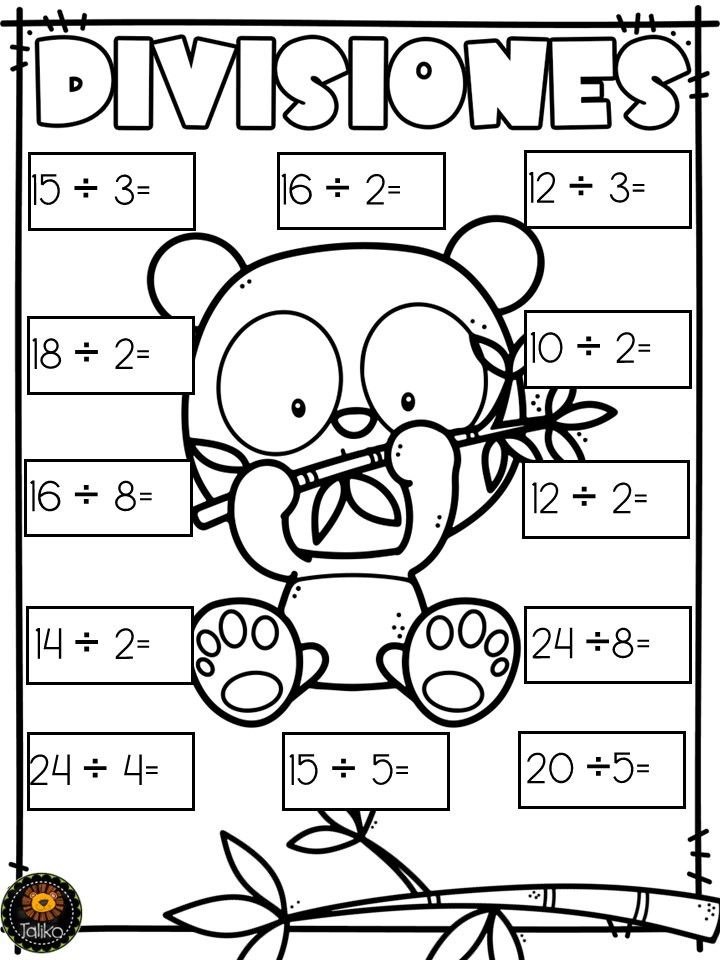 DIVISIONES
15 ÷ 3=
16 ÷ 2=
12 ÷ 3=
18 ÷ 2=
10 ÷ 2=
16 ÷ 8=
12 ÷ 2=
14 ÷ 2=
24 ÷8=
24 ÷ 4=
15 ÷ 5=
20 ÷5=
Jaliko